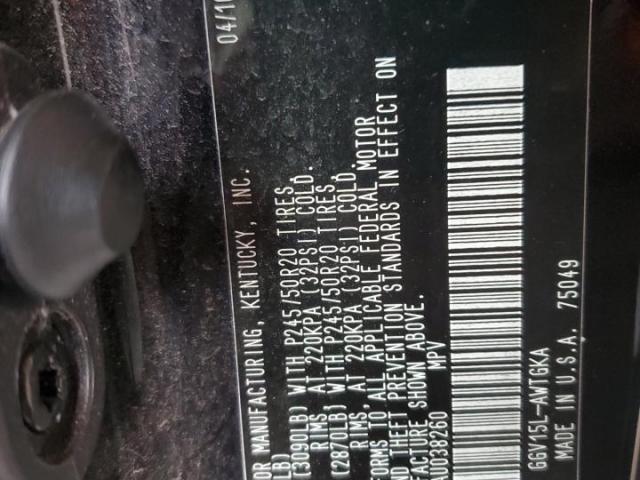 04/10
OR MANUFACTURING, KENTUCKY, INC.
LB)
(3090LB) WITH P245/50R20 TIRES,
RIMS, AT 220KPA (32PSI) COLD.
(2870LB) WITH P245/50R20 TIRES,
RIMS, AT 220KPA (32PSI) COLD.
FORMS TO ALL APPLICABLE FEDERAL MOTOR
ND THEFT PREVENTION STANDARDS IN EFFECT ON
FACTURE SHOWN ABOVE.
AU038260 MPV
GGV15L-AWTGKA
MADE IN U.S.A. 75049